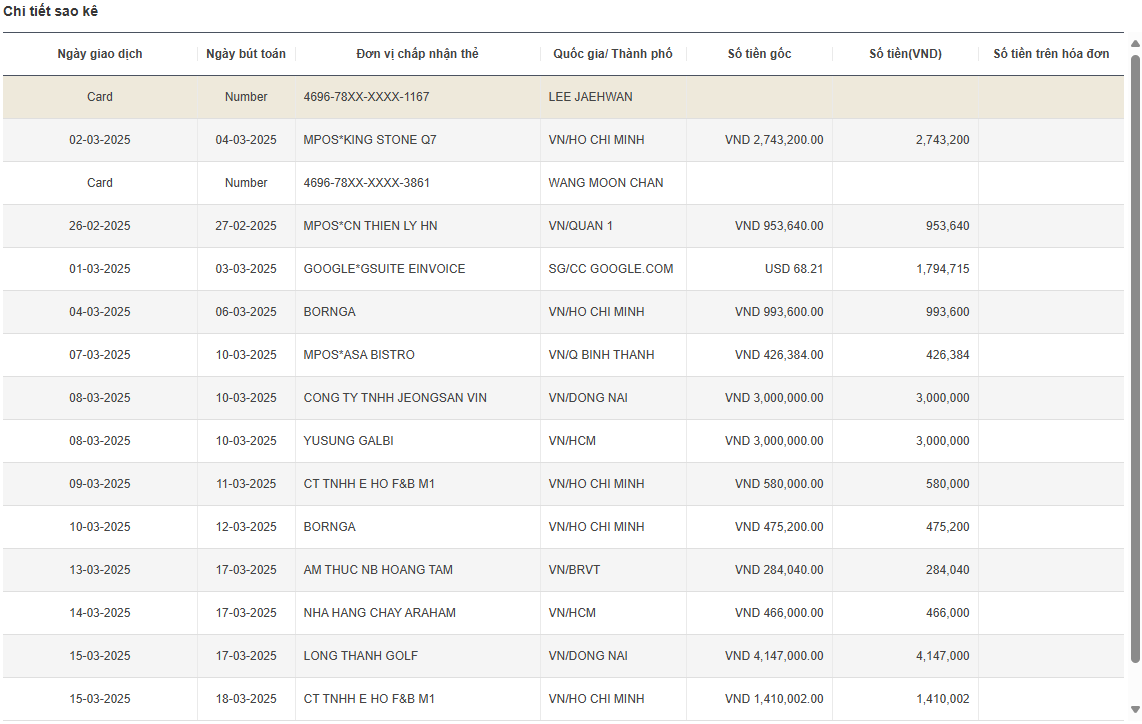 Chi tiết sao kê
Ngày giao dịch Ngày bút toán Đơn vị chấp nhận thẻ Quốc gia/ Thành phố Số tiền gốc Số tiền(VND) Số tiền trên hóa đơn
Card Number 4696-78XX-XXXX-1167 LEE JAEHWAN
02-03-2025 04-03-2025 MPOS*KING STONE Q7 VN/HO CHI MINH VND 2,743,200.00 2,743,200
Card Number 4696-78XX-XXXX-3861 WANG MOON CHAN
26-02-2025 27-02-2025 MPOS*CN THIEN LY HN VN/QUAN 1 VND 953,640.00 953,640
01-03-2025 03-03-2025 GOOGLE*GSUITE EINVOICE SG/CC GOOGLE.COM USD 68.21 1,794,715
04-03-2025 06-03-2025 BORNGA VN/HO CHI MINH VND 993,600.00 993,600
07-03-2025 10-03-2025 MPOS*ASA BISTRO VN/Q BINH THANH VND 426,384.00 426,384
08-03-2025 10-03-2025 CONG TY TNHH JEONGSAN VIN VN/DONG NAI VND 3,000,000.00 3,000,000
08-03-2025 10-03-2025 YUSUNG GALBI VN/HCM VND 3,000,000.00 3,000,000
09-03-2025 11-03-2025 CT TNHH E HO F&B M1 VN/HO CHI MINH VND 580,000.00 580,000
10-03-2025 12-03-2025 BORNGA VN/HO CHI MINH VND 475,200.00 475,200
13-03-2025 17-03-2025 AM THUC NB HOANG TAM VN/BRVT VND 284,040.00 284,040
14-03-2025 17-03-2025 NHA HANG CHAY ARAHAM VN/HCM VND 466,000.00 466,000
15-03-2025 17-03-2025 LONG THANH GOLF VN/DONG NAI VND 4,147,000.00 4,147,000
15-03-2025 18-03-2025 CT TNHH E HO F&B M1 VN/HO CHI MINH VND 1,410,002.00 1,410,002